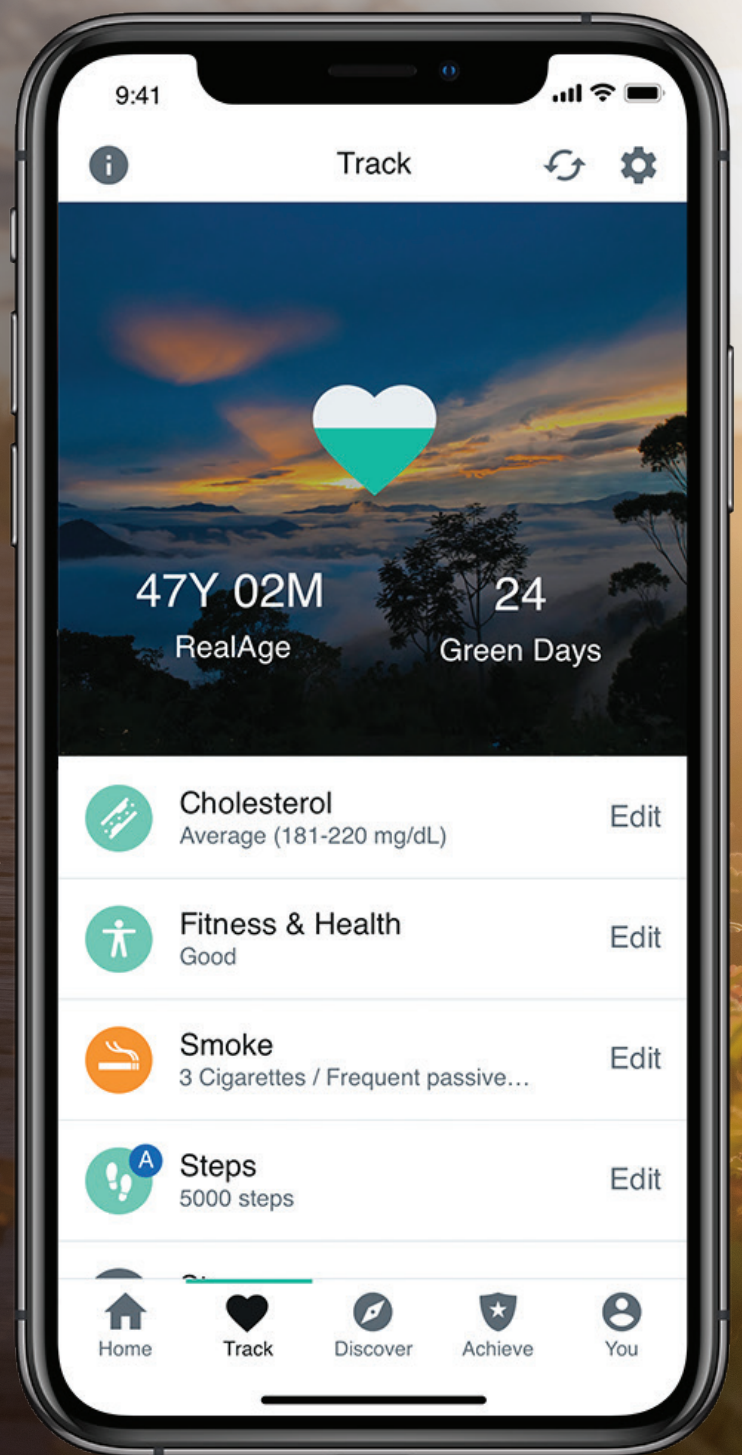 9:41
Track
47Y 02M
RealAge
24
Green Days
Cholesterol
Average (181-220 mg/dL)
Edit
Fitness & Health
Good
Edit
Smoke
3 Cigarettes / Frequent passive...
Edit
A
Steps
5000 steps
Edit
Home
Track
Discover
Achieve
You